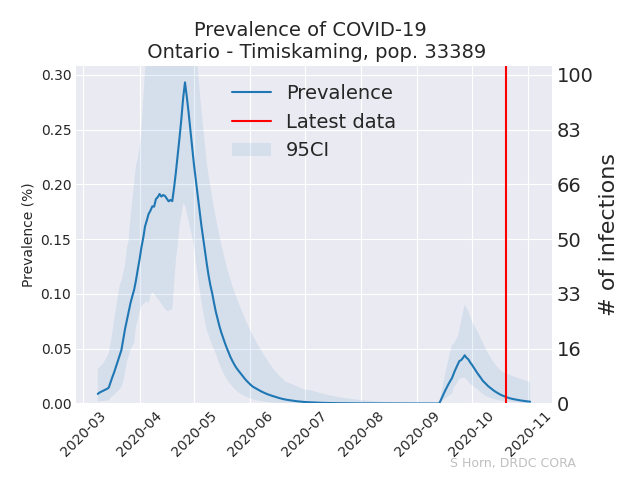 Prevalence of COVID-19
Ontario - Timiskaming, pop. 33389
0.30
0.25
0.20
0.15
0.10
0.05
0.00
Prevalence (%)
Prevalence
Latest data
95CI
100
83
66
50
33
16
0
# of infections
2020-03
2020-04
2020-05
2020-06
2020-07
2020-08
2020-09
2020-10
2020-11
S Horn, DRDC CORA